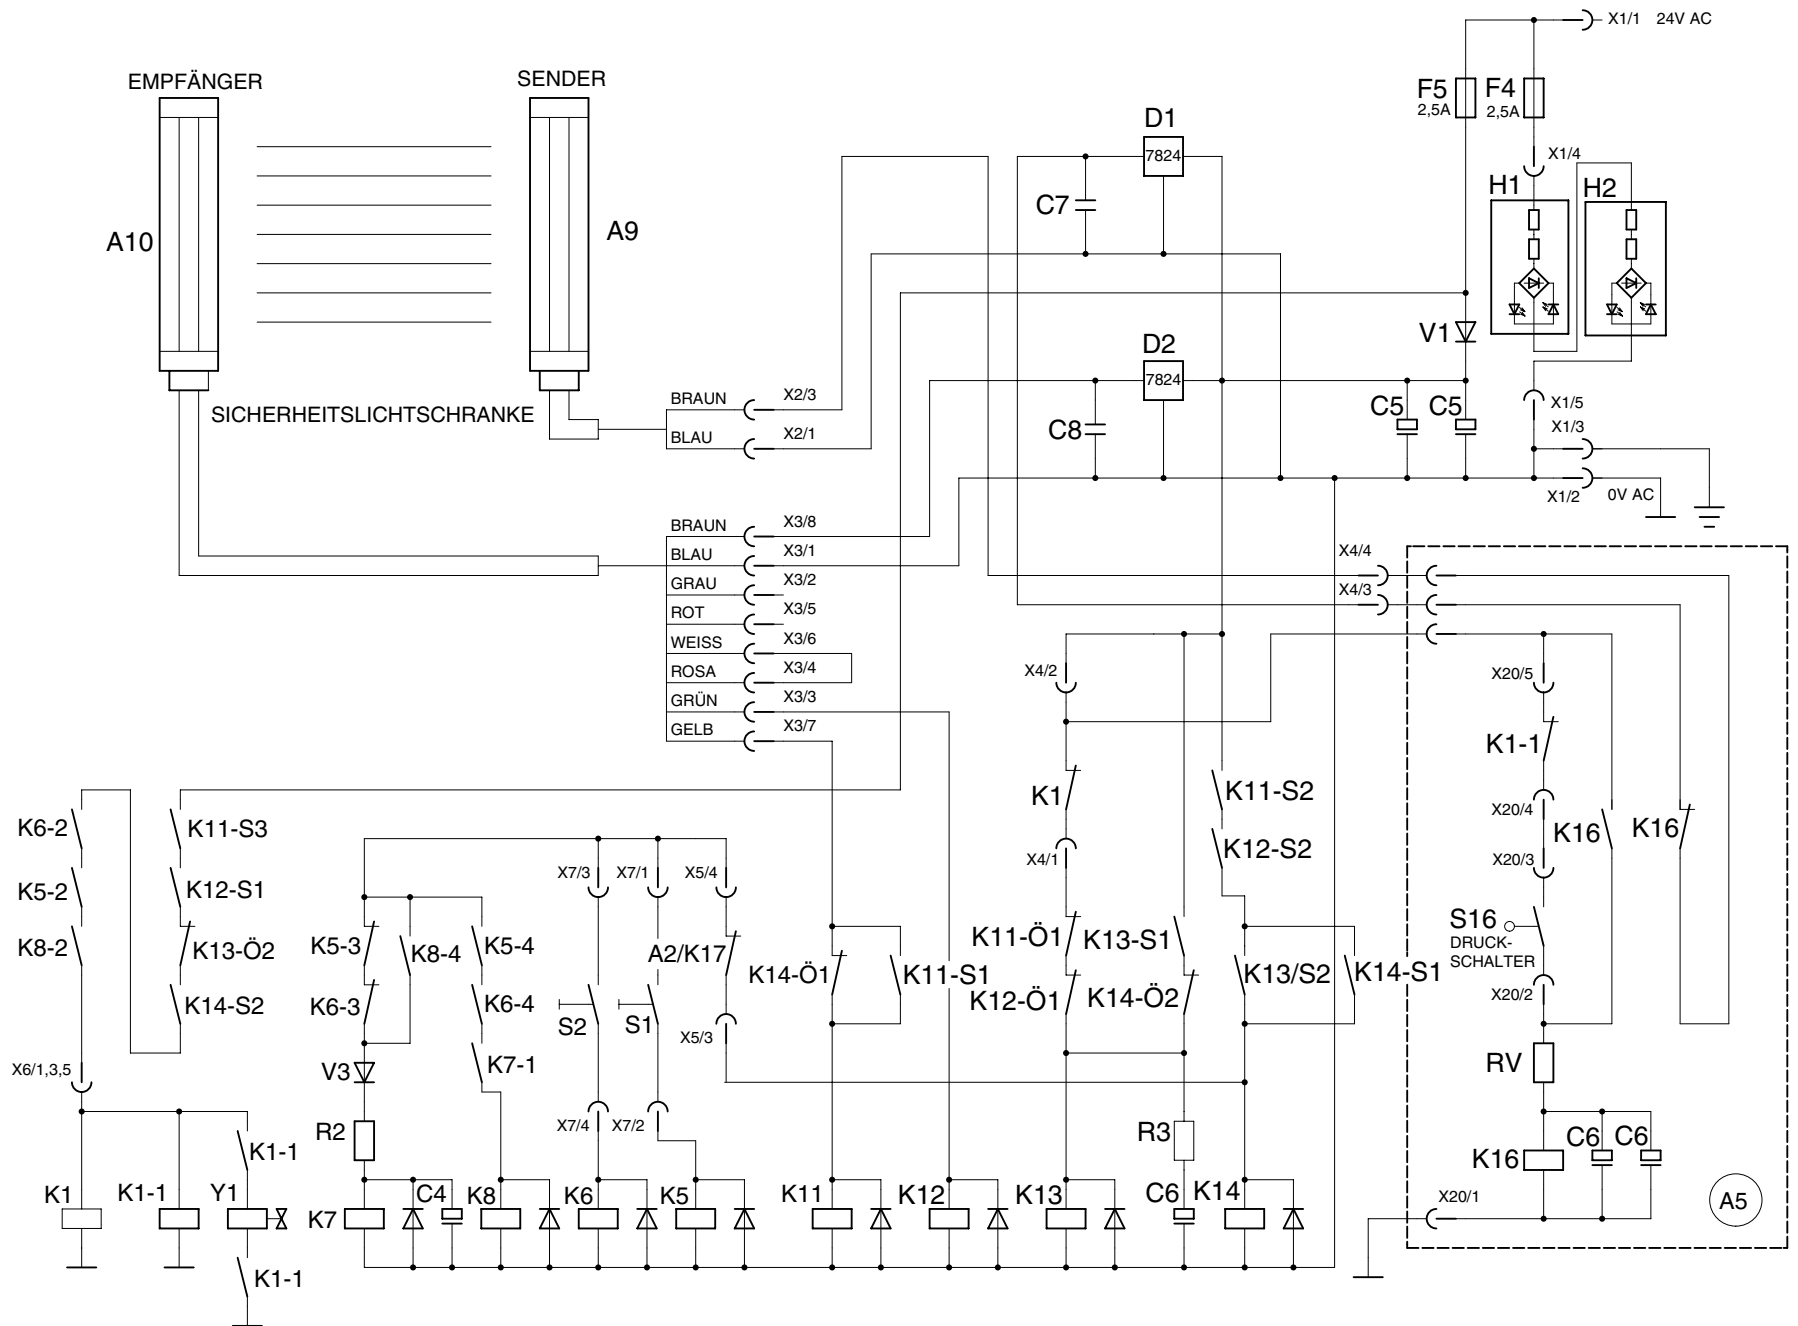 X1/1 24V AC
EMPFÄNGER
SENDER
F5
2,5A
F4
2,5A
D1
7824
X1/4
H1
H2
C7
A10
A9
V1
D2
7824
BRAUN
X2/3
SICHERHEITSLICHTSCHRANKE
BLAU
X2/1
C8
C5
C5
X1/5
X1/3
X1/2
0V AC
BRAUN
X3/8
BLAU
X3/1
GRAU
X3/2
ROT
X3/5
WEISS
X3/6
ROSA
X3/4
GRÜN
X3/3
GELB
X3/7
X4/4
X4/3
X4/2
X20/5
K1-1
K1
K11-S2
X20/4
K6-2
K11-S3
K12-S2
K16
K16
X4/1
X20/3
X7/3
X7/1
X5/4
K5-2
K12-S1
S16
DRUCK-
SCHALTER
K8-2
K13-Ö2
K5-3
K8-4
K5-4
A2/K17
K14-Ö1
K11-S1
K11-Ö1
K13-S1
K13/S2
K14-S1
X20/2
K14-S2
K6-3
K6-4
S2
S1
K12-Ö1
K14-Ö2
X5/3
X6/1,3,5
V3
K7-1
RV
R2
X7/4
X7/2
R3
K1-1
K16
C6
C6
K1
K1-1
Y1
K7
C4
K8
K6
K5
K11
K12
K13
C6
K14
X20/1
A5
K1-1